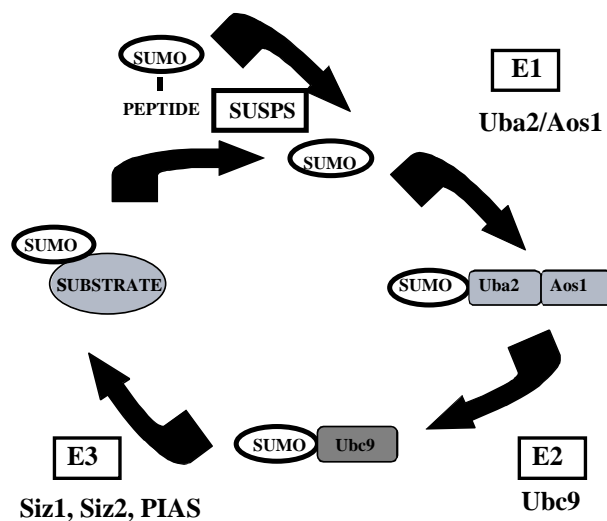 SUMO
PEPTIDE
SUSPS
E1
Uba2/Aos1
SUMO
SUMO
SUBSTRATE
SUMO
Uba2
Aos1
SUMO
Ubc9
E3
Siz1, Siz2, PIAS
E2
Ubc9